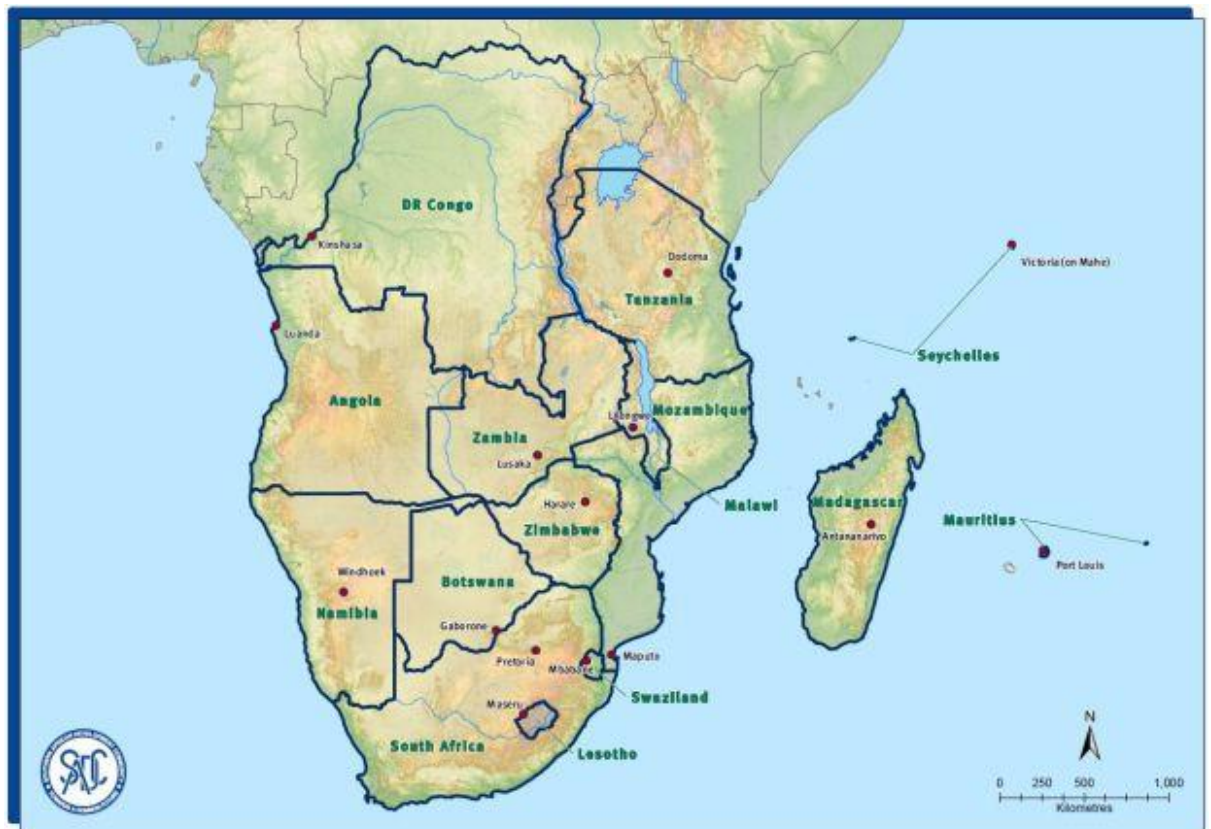 DR Congo
Kinshasa
Dodoma
Victoria (on Mahe)
Tanzania
Luanda
Seychelles
Angola
Mozambique
Lilongwe
Zambia
Lusaka
Harare
Malawi
Madagascar
Zimbabwe
Mauritius
Antananarivo
Port Louis
Windhoek
Botswana
Namibia
Gaborone
Pretoria
Maputo
Mbabane
Swaziland
Maseru
South Africa
Lesotho
N
SADC
0 250 500 1,000
Kilometres